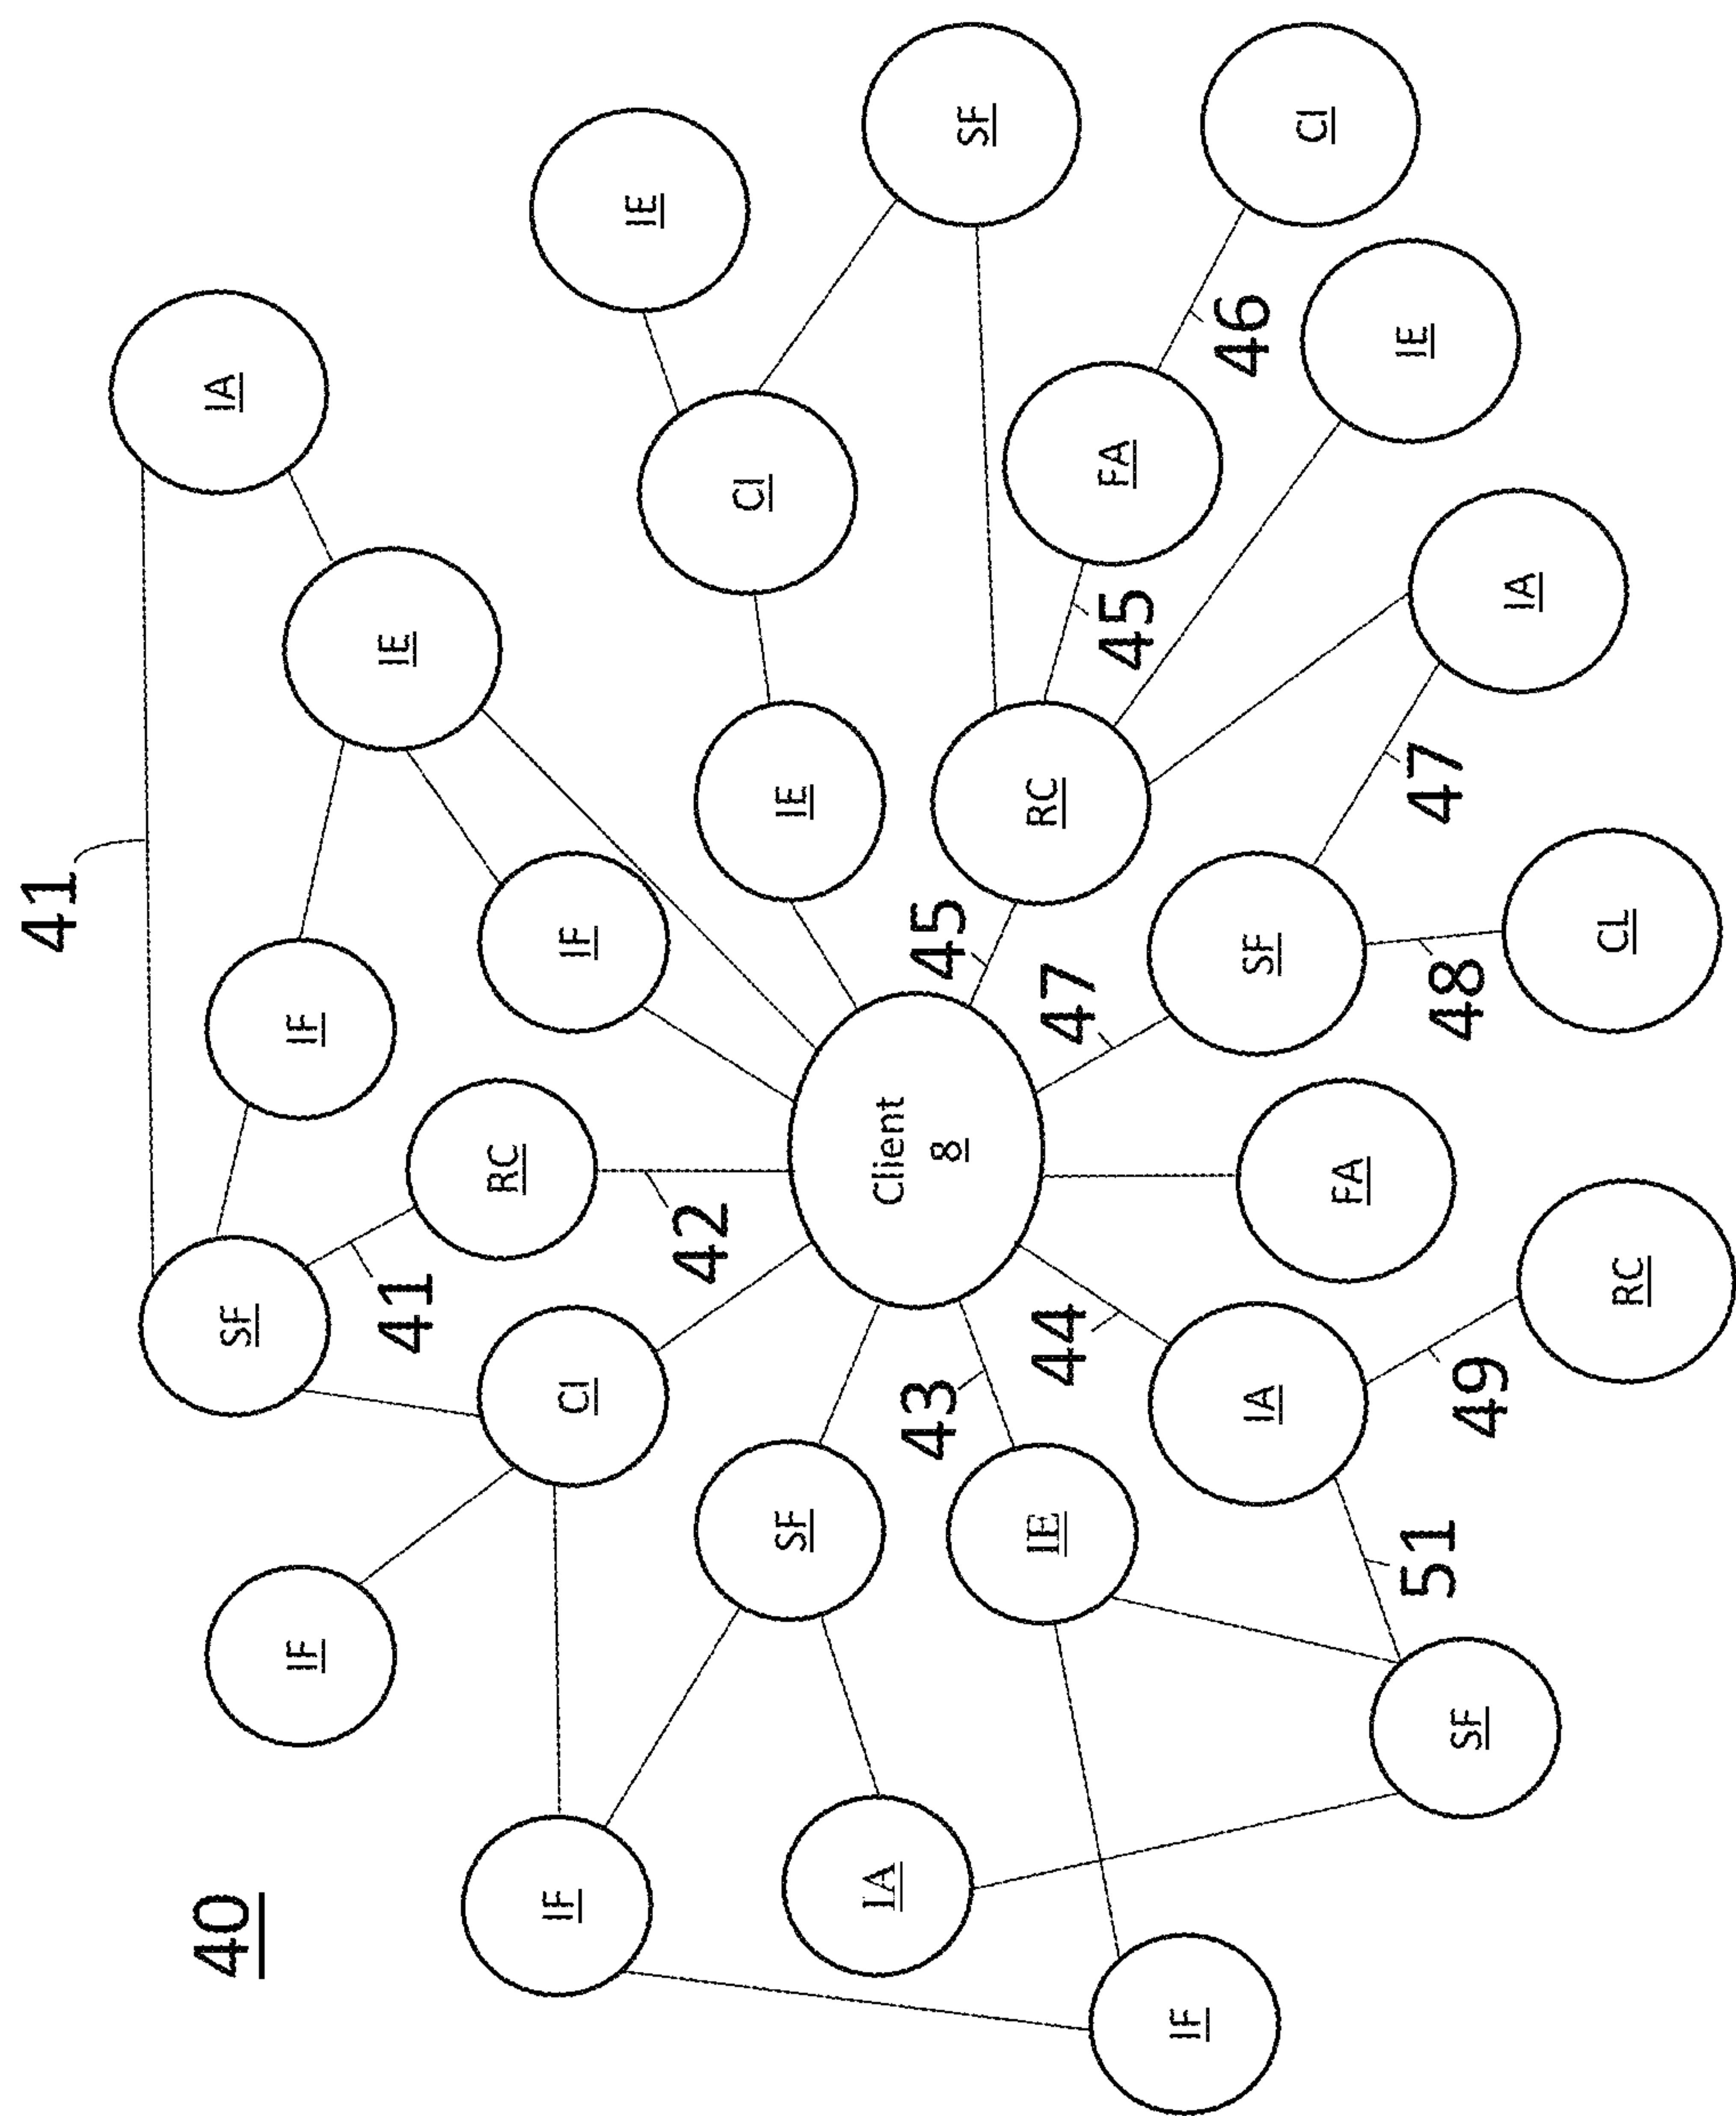 41
40
SF
IA
IF
IF
IE
41
RC
IF
CI
IF
IE
42
CI
SF
IE
IA
Client
8
43
45
SF
IE
RC
44
47
45
FA
IF
46
IA
SF
CI
FA
IE
51
47
48
SF
49
IA
CL
RC